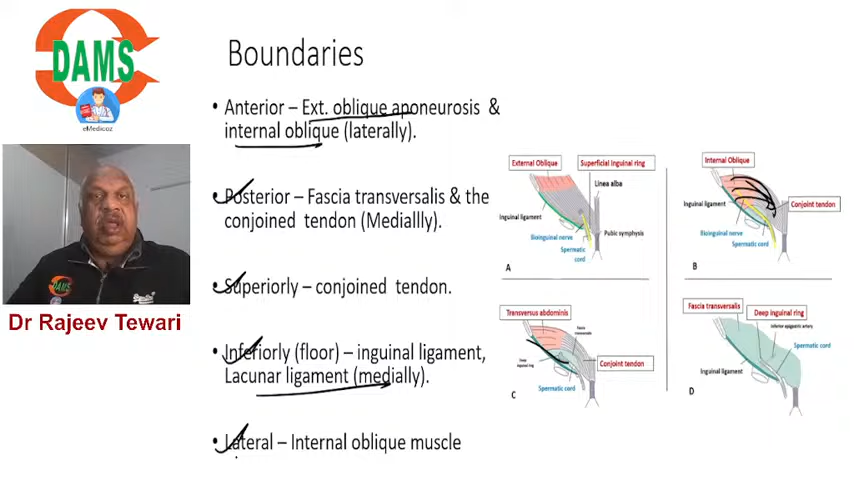 DAMS
eMedicoz
Dr Rajeev Tewari
Boundaries
• Anterior – Ext. oblique aponeurosis &
internal oblique (laterally).
• Posterior – Fascia transversalis & the
conjoined tendon (Mediallly).
• Superiorly – conjoined tendon.
• Inferiorly (floor) – inguinal ligament,
Lacunar ligament (medially).
• Lateral – Internal oblique muscle
External Oblique
Superficial inguinal ring
Linea alba
Inguinal ligament
Pubic symphysis
Ilioinguinal nerve
Spermatic
cord
A
Internal Oblique
Inguinal ligament
Conjoint tendon
Ilioinguinal nerve
Spermatic cord
B
Transversus abdominis
Fascia
transversalis
Deep
inguinal ring
Conjoint tendon
Spermatic cord
C
Fascia transversalis
Deep inguinal ring
Inferior epigastric artery
Spermatic cord
Inguinal ligament
D